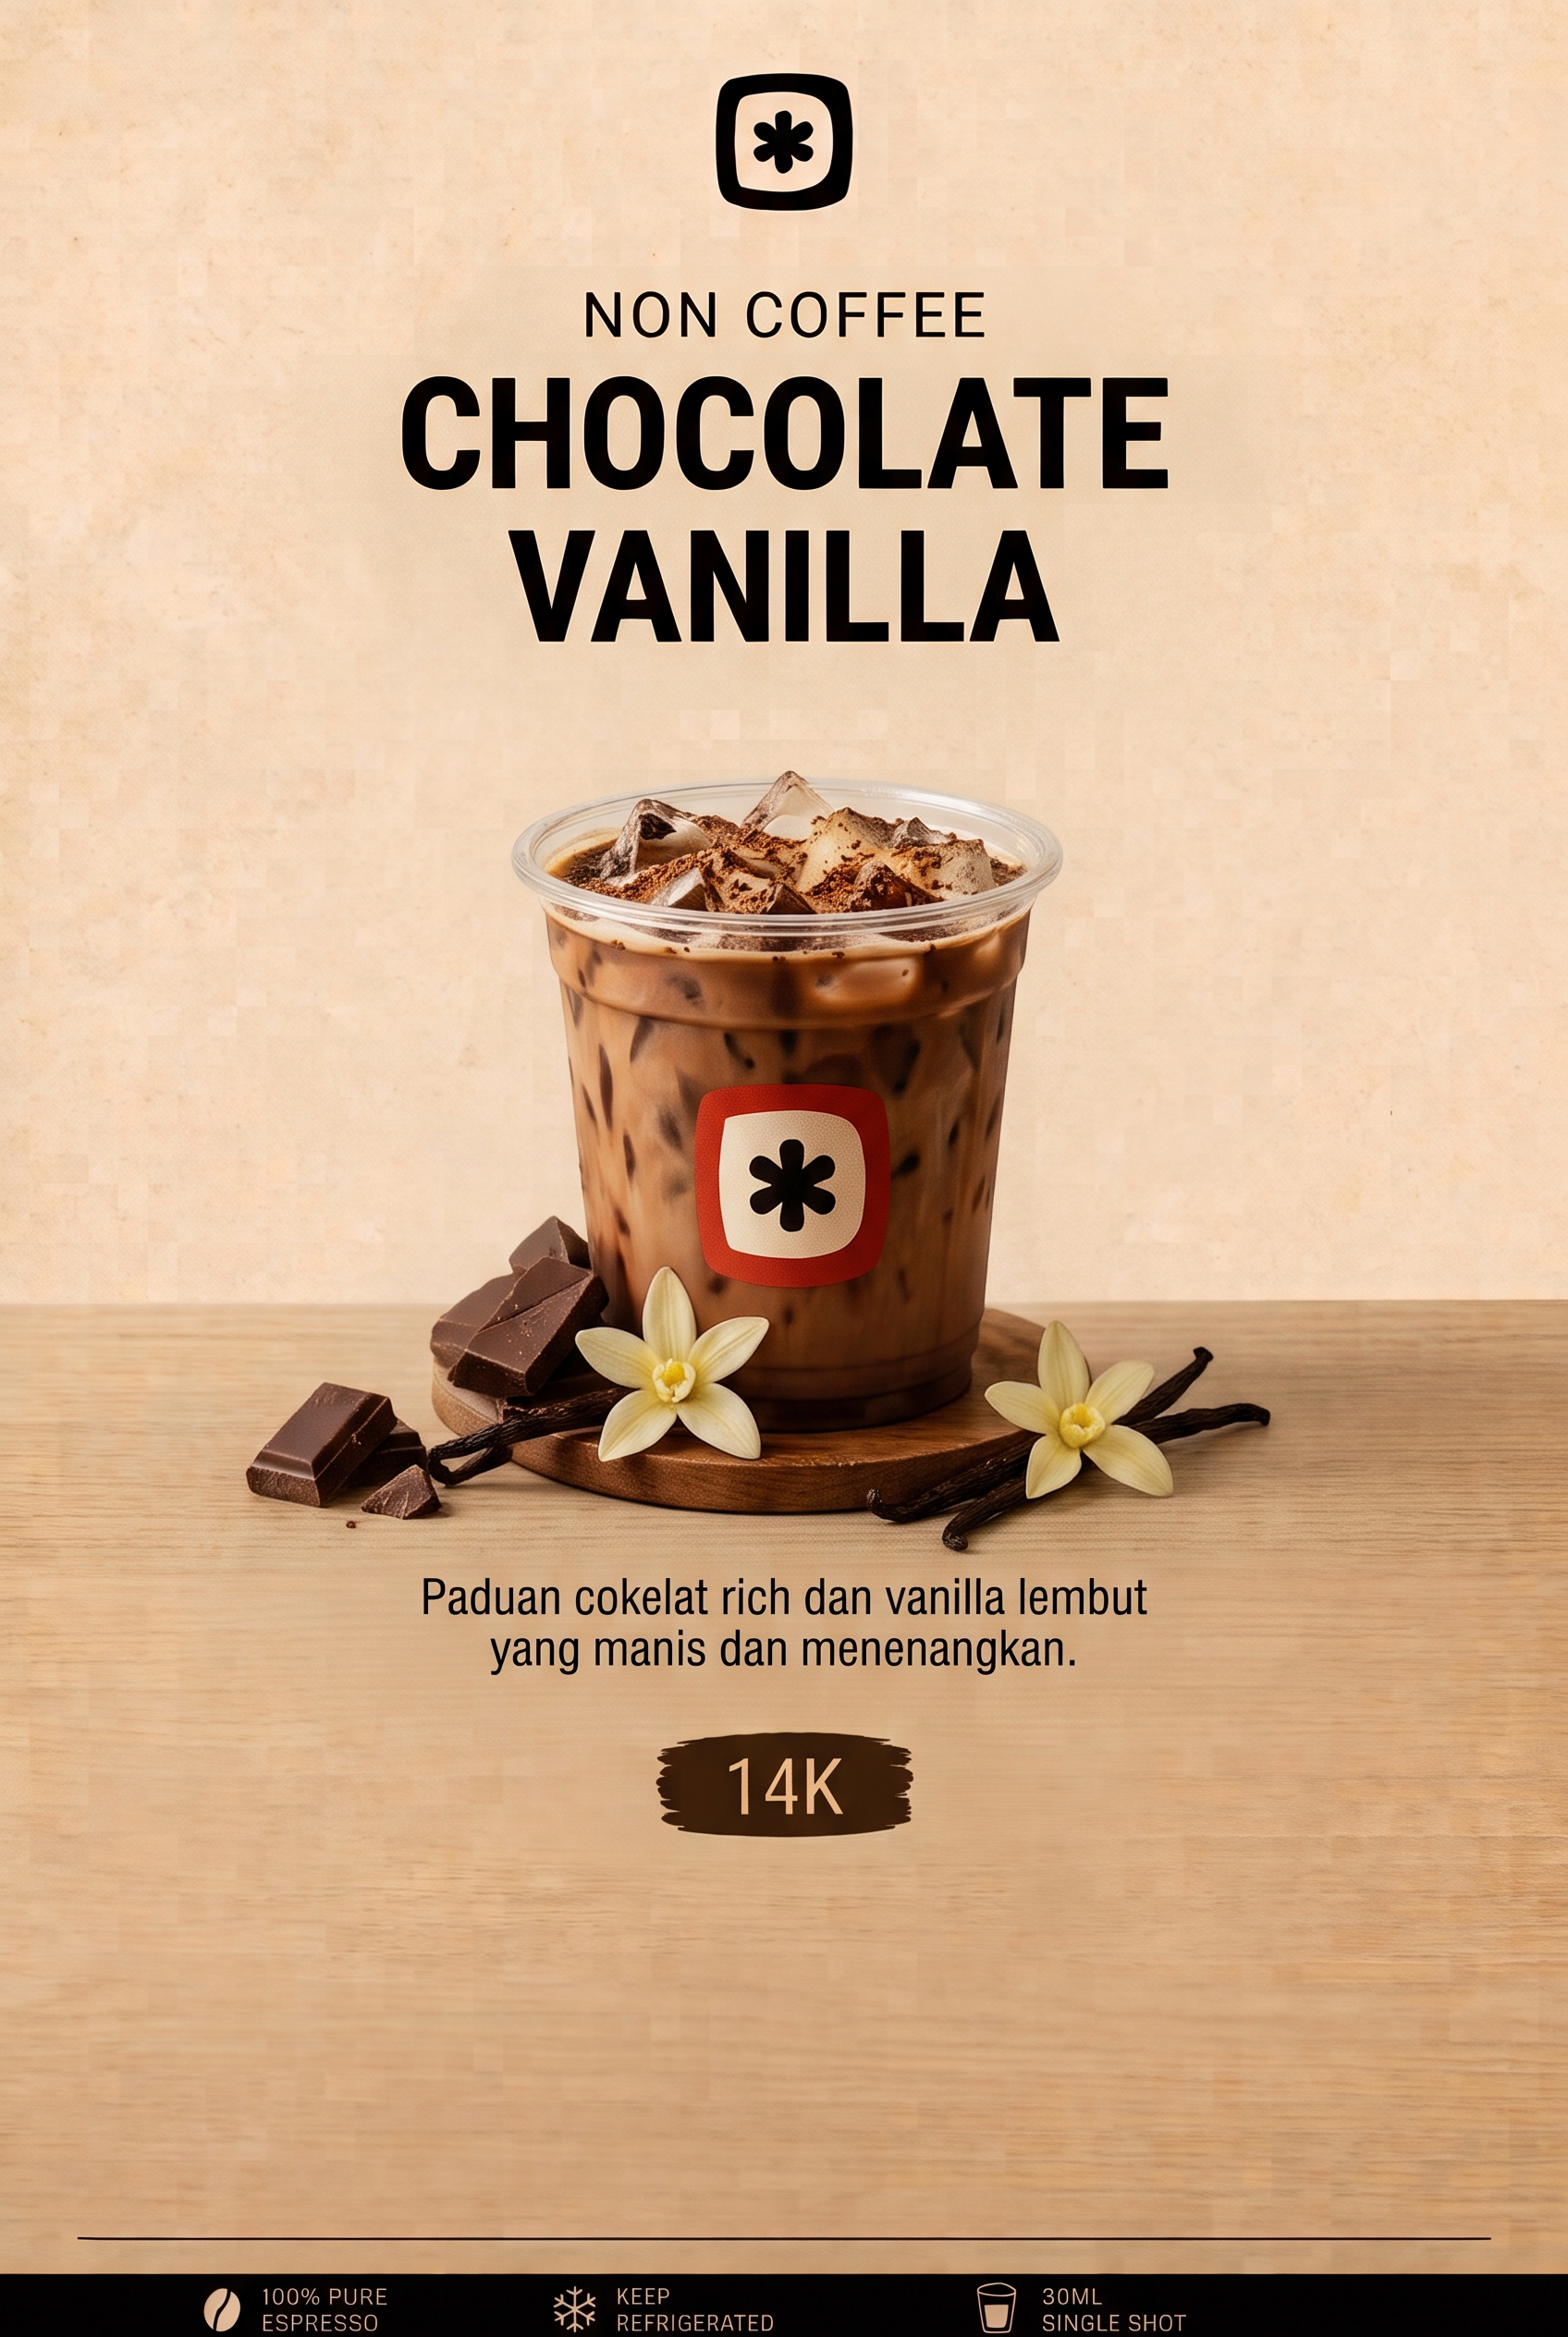 NON COFFEE
CHOCOLATE
VANILLA
Paduan cokelat rich dan vanilla lembut
yang manis dan menenangkan.
14K
100% PURE
ESPRESSO
KEEP
REFRIGERATED
30ML
SINGLE SHOT